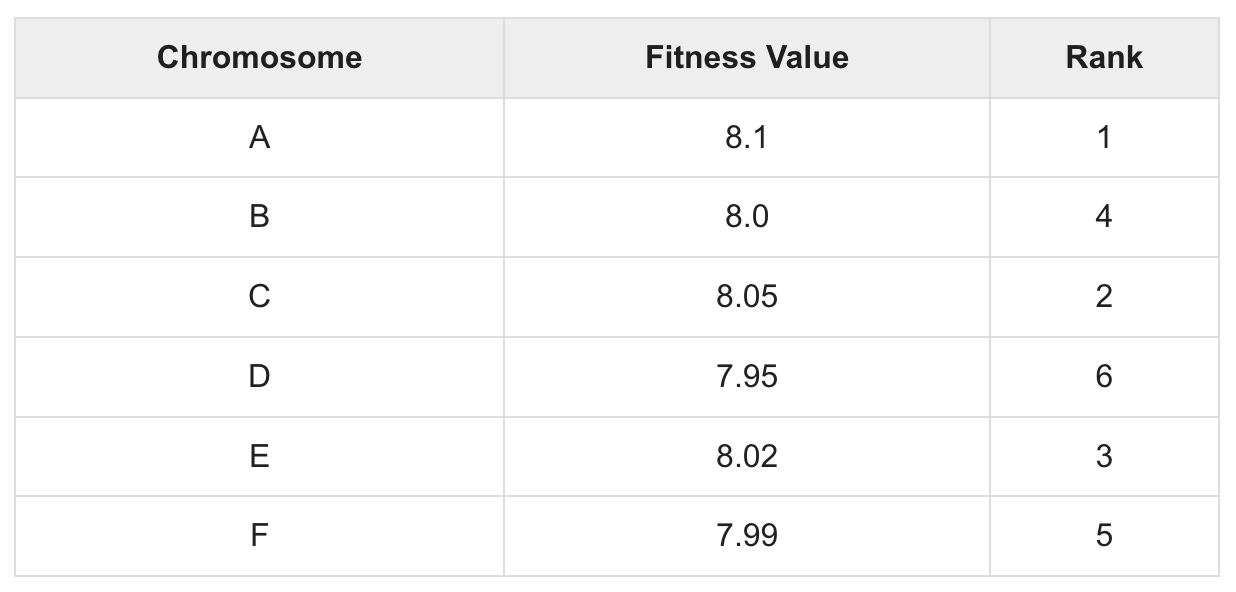 Chromosome Fitness Value Rank
A 8.1 1
B 8.0 4
C 8.05 2
D 7.95 6
E 8.02 3
F 7.99 5